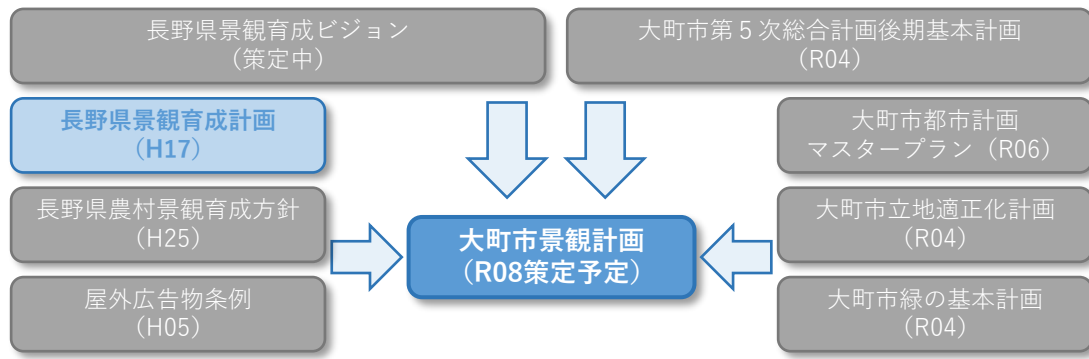 長野県景観育成ビジョン
（策定中）
大町市第５次総合計画後期基本計画
（R04）
長野県景観育成計画
（H17）
大町市都市計画
マスタープラン（R06）
長野県農村景観育成方針
（H25）
大町市景観計画
（R08策定予定）
大町市立地適正化計画
（R04）
屋外広告物条例
（H05）
大町市緑の基本計画
（R04）